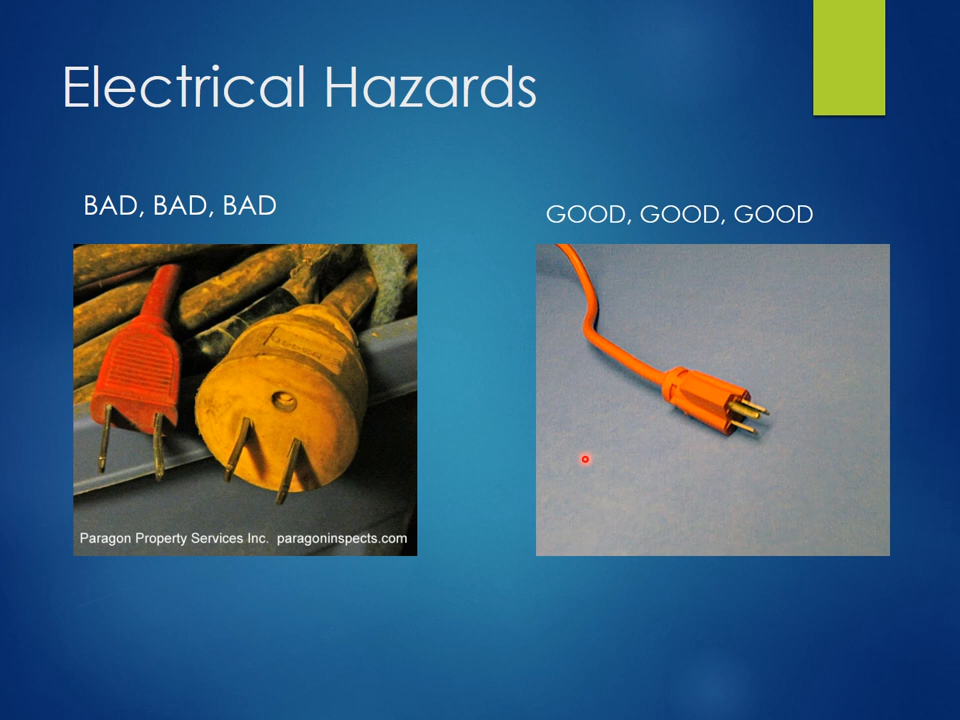 Electrical Hazards
BAD, BAD, BAD
GOOD, GOOD, GOOD
Paragon Property Services Inc. paragoninspects.com